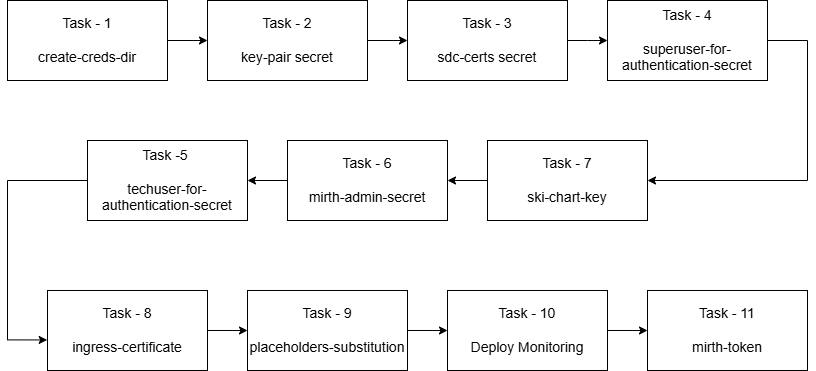 Task - 1
create-creds-dir
Task - 2
key-pair secret
Task - 3
sdc-certs secret
Task - 4
superuser-for-
authentication-secret
Task -5
techuser-for-
authentication-secret
Task - 6
mirth-admin-secret
Task - 7
ski-chart-key
Task - 8
ingress-certificate
Task - 9
placeholders-substitution
Task - 10
Deploy Monitoring
Task - 11
mirth-token